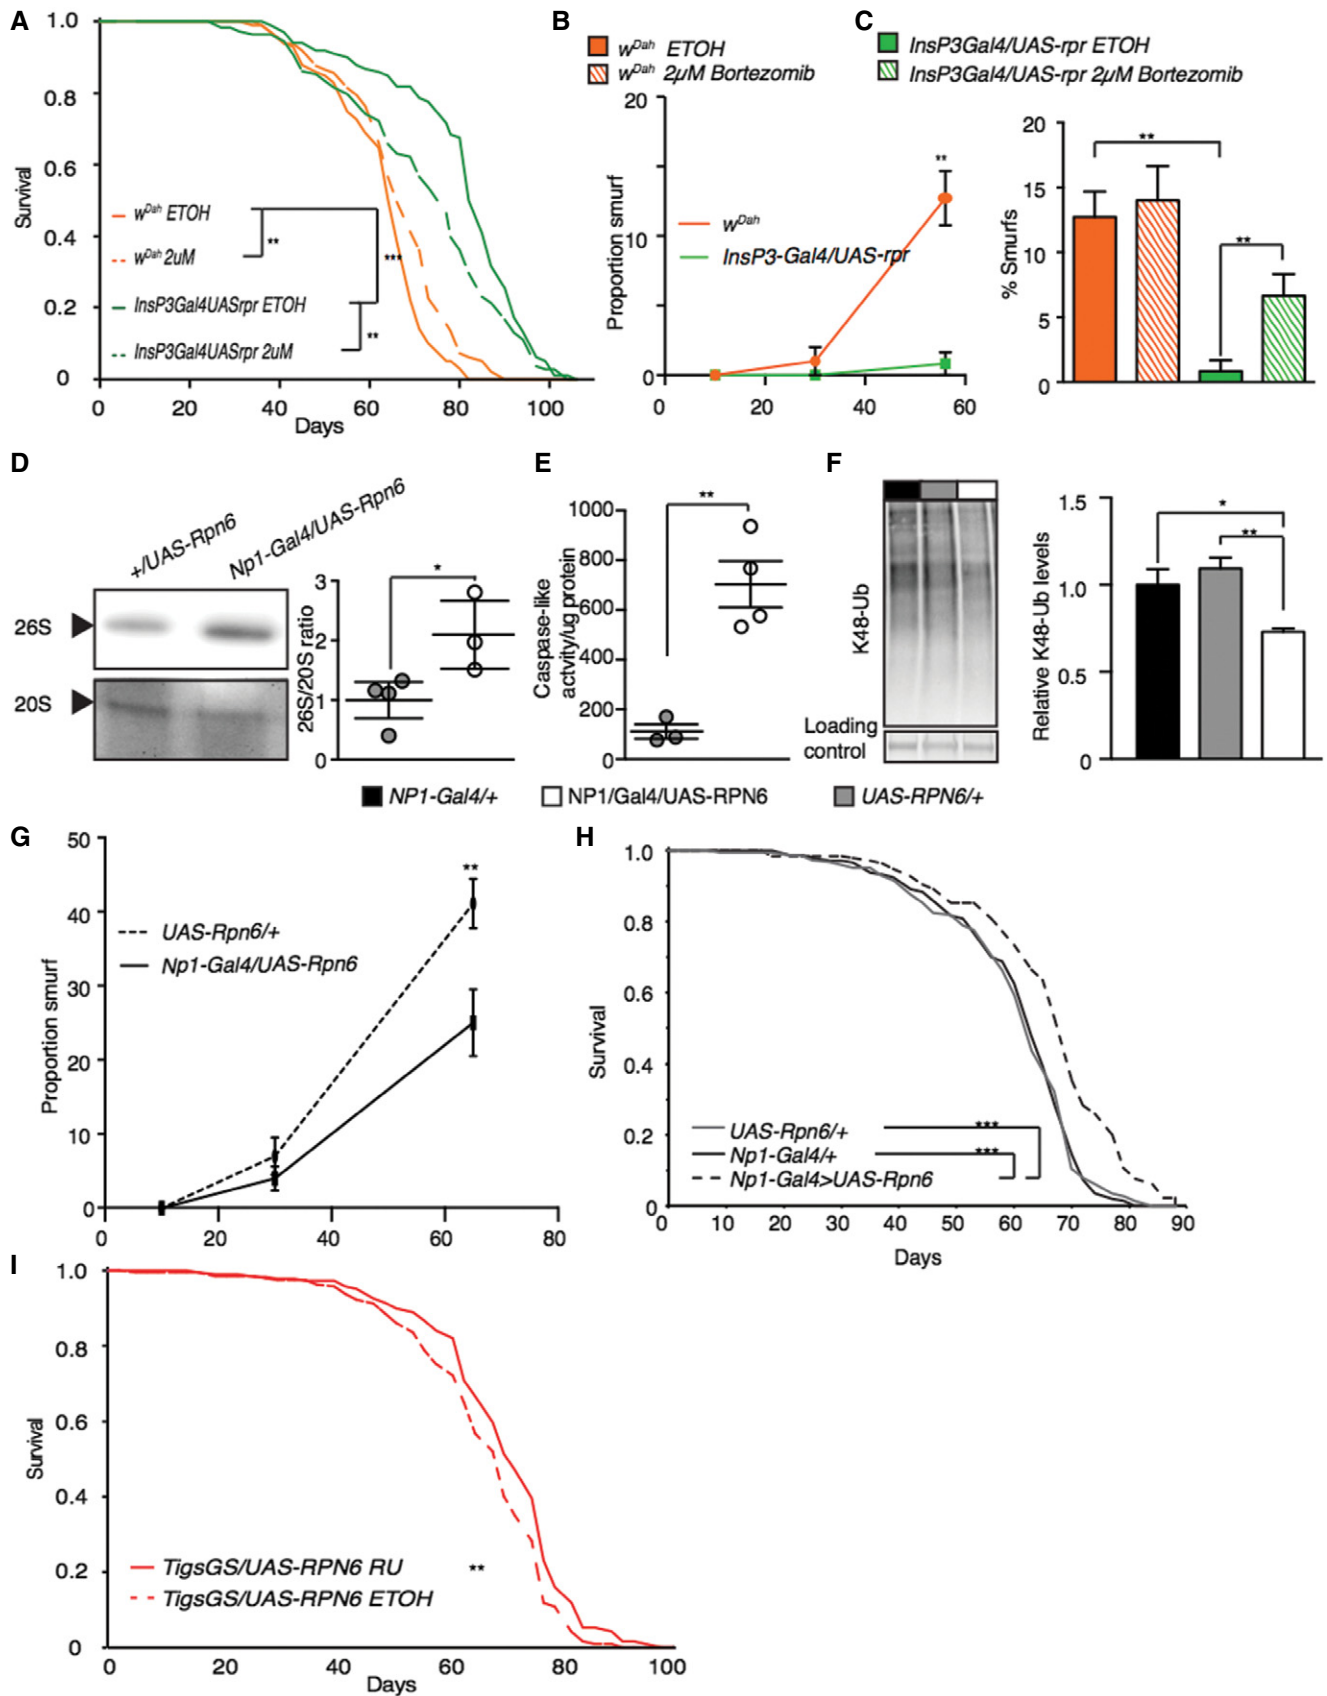 A
1.0
0.8
0.6
0.4
0.2
0
Survival
w^Dah ETOH
w^Dah 2uM
InsP3Gal4UASrpr ETOH
InsP3Gal4UASrpr 2uM
**
***
**
0 20 40 60 80 100
Days
B
w^Dah ETOH
w^Dah 2µM Bortezomib
20
10
0
Proportion smurf
w^Dah
InsP3-Gal4/UAS-rpr
**
0 20 40 60
C
InsP3Gal4/UAS-rpr ETOH
InsP3Gal4/UAS-rpr 2µM Bortezomib
20
15
10
5
0
% Smurfs
**
**
D
+/UAS-Rpn6
Np1-Gal4/UAS-Rpn6
26S
20S
3
2
1
0
26S/20S ratio
*
E
1000
800
600
400
200
0
Caspase-like
actvity/ug protein
**
F
K48-Ub
Loading
control
1.5
1.0
0.5
0
Relative K48-Ub levels
*
**
NP1-Gal4/+
NP1/Gal4/UAS-RPN6
UAS-RPN6/+
G
50
40
30
20
10
0
Proportion smurf
UAS-Rpn6/+
Np1-Gal4/UAS-Rpn6
**
0 20 40 60 80
H
1.0
0.8
0.6
0.4
0.2
0
Survival
UAS-Rpn6/+
Np1-Gal4/+
Np1-Gal4>UAS-Rpn6
***
***
0 10 20 30 40 50 60 70 80 90
Days
I
1.0
0.8
0.6
0.4
0.2
0
Survival
TigsGS/UAS-RPN6 RU
TigsGS/UAS-RPN6 ETOH
**
0 20 40 60 80 100
Days